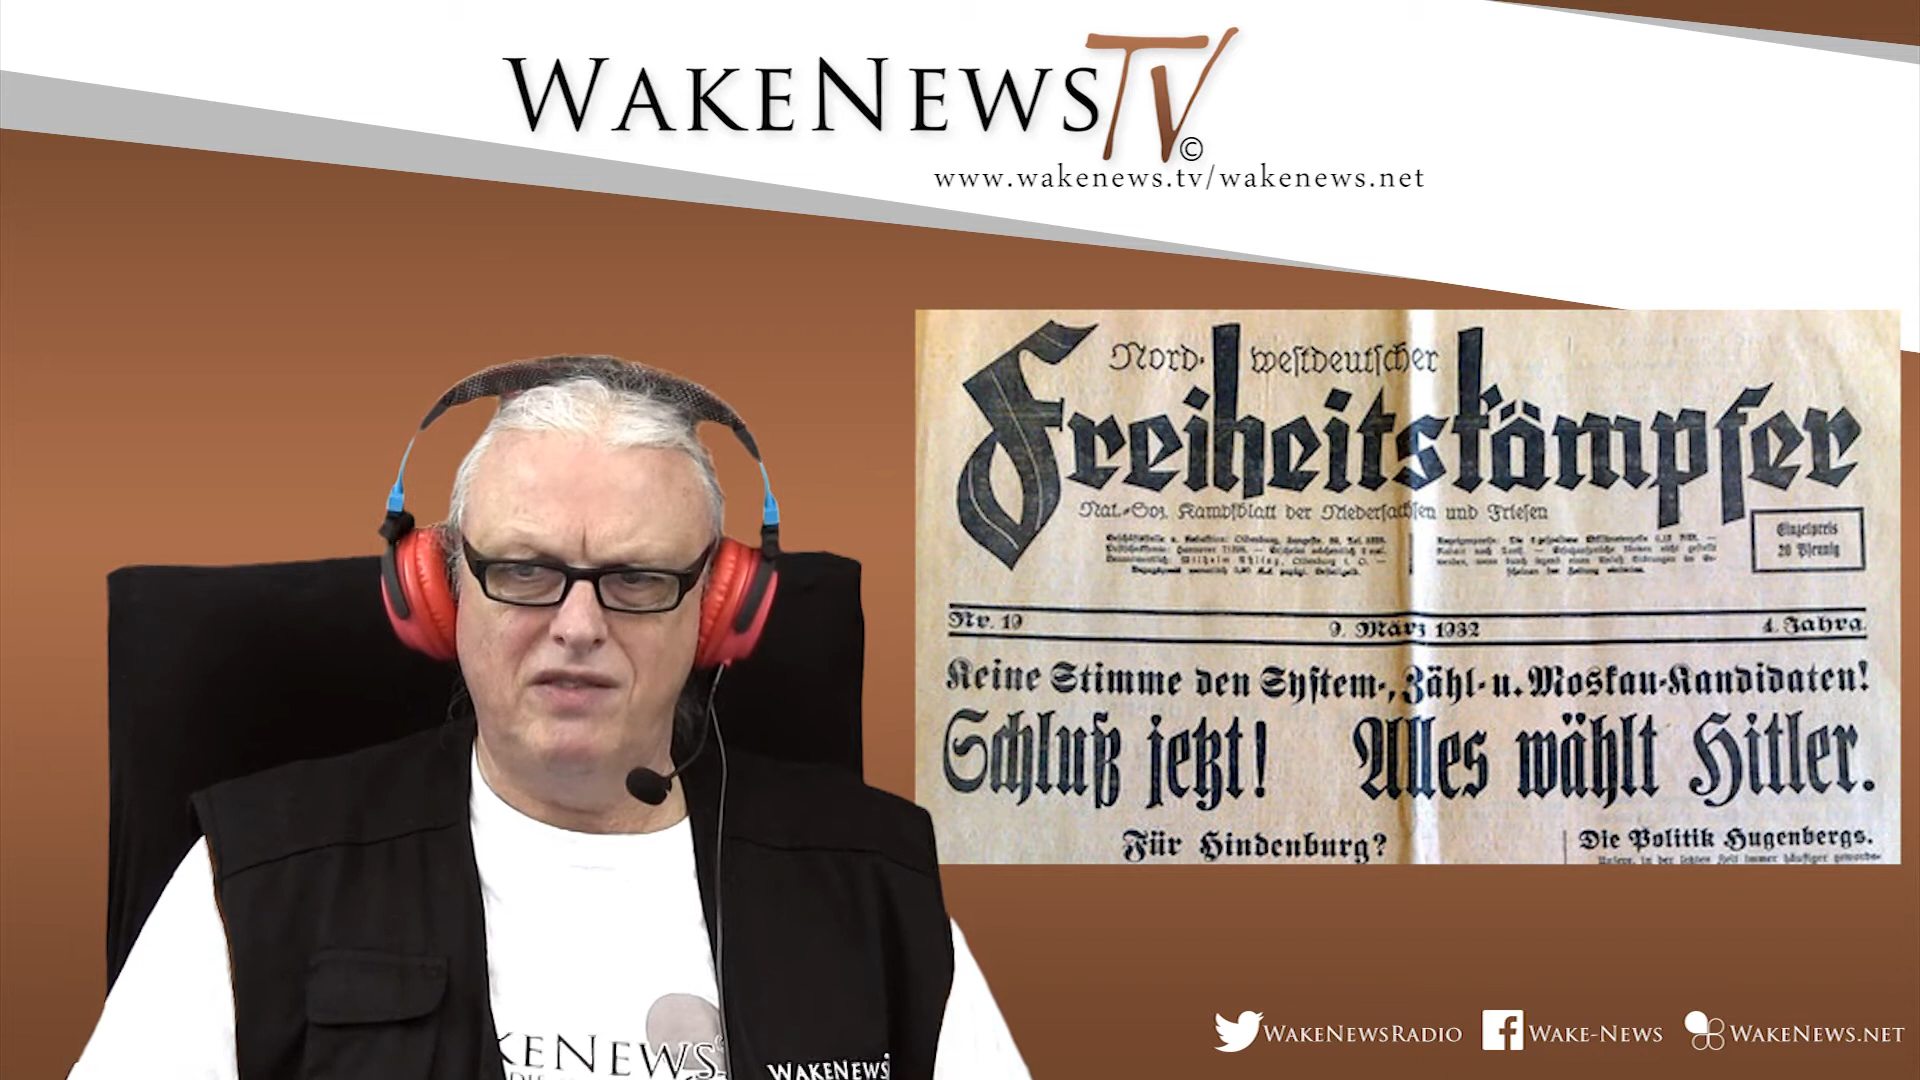 WAKENEWSTV©
www.wakenews.tv/wakenews.net
Nord-westdeutscher
Freiheitskämpfer
Nat.-Soz. Kampfblatt der Niedersachsen und Friesen
Einzelpreis
20 Pfennig
Nr. 19 9. März 1932 4. Jahrg.
Keine Stimme den System-, Zähl- u. Moskau-Kandidaten!
Schluß jetzt! Alles wählt Hitler.
Für Hindenburg?
Die Politik Hugenbergs.
KENEWS
WAKENEWS
WAKENEWSRADIO WAKE-NEWS WAKENEWS.NET